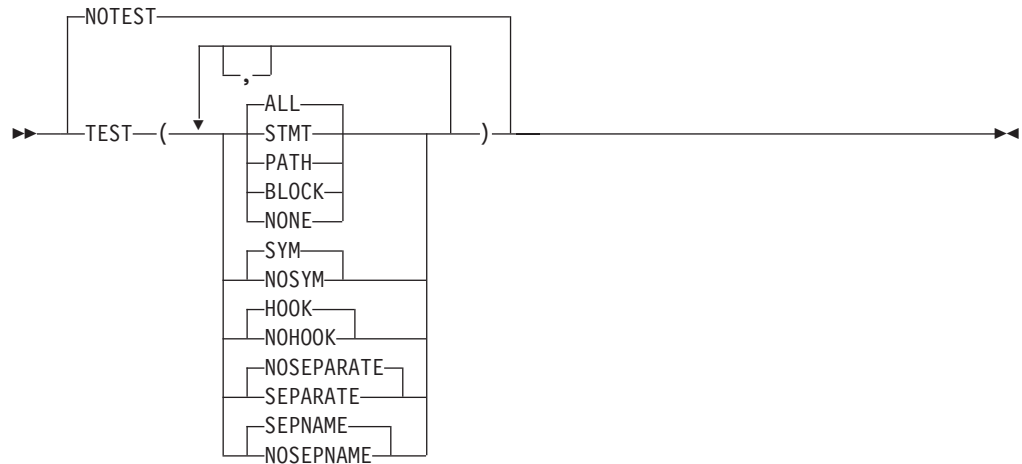 NOTEST
,
ALL
TEST ( STMT )
PATH
BLOCK
NONE
SYM
NOSYM
HOOK
NOHOOK
NOSEPARATE
SEPARATE
SEPNAME
NOSEPNAME